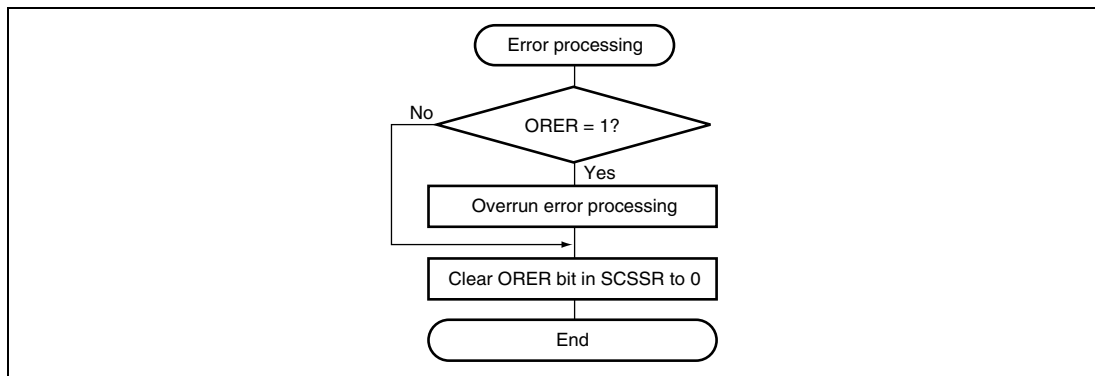 Error processing
No
ORER = 1?
Yes
Overrun error processing
Clear ORER bit in SCSSR to 0
End